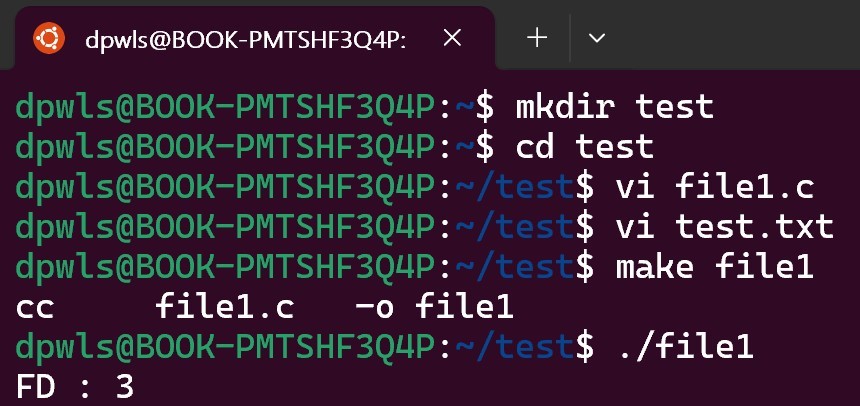 dpwls@BOOK-PMTSHF3Q4P:
dpwls@BOOK-PMTSHF3Q4P:~$ mkdir test
dpwls@BOOK-PMTSHF3Q4P:~$ cd test
dpwls@BOOK-PMTSHF3Q4P:~/test$ vi file1.c
dpwls@BOOK-PMTSHF3Q4P:~/test$ vi test.txt
dpwls@BOOK-PMTSHF3Q4P:~/test$ make file1
cc     file1.c   -o file1
dpwls@BOOK-PMTSHF3Q4P:~/test$ ./file1
FD : 3